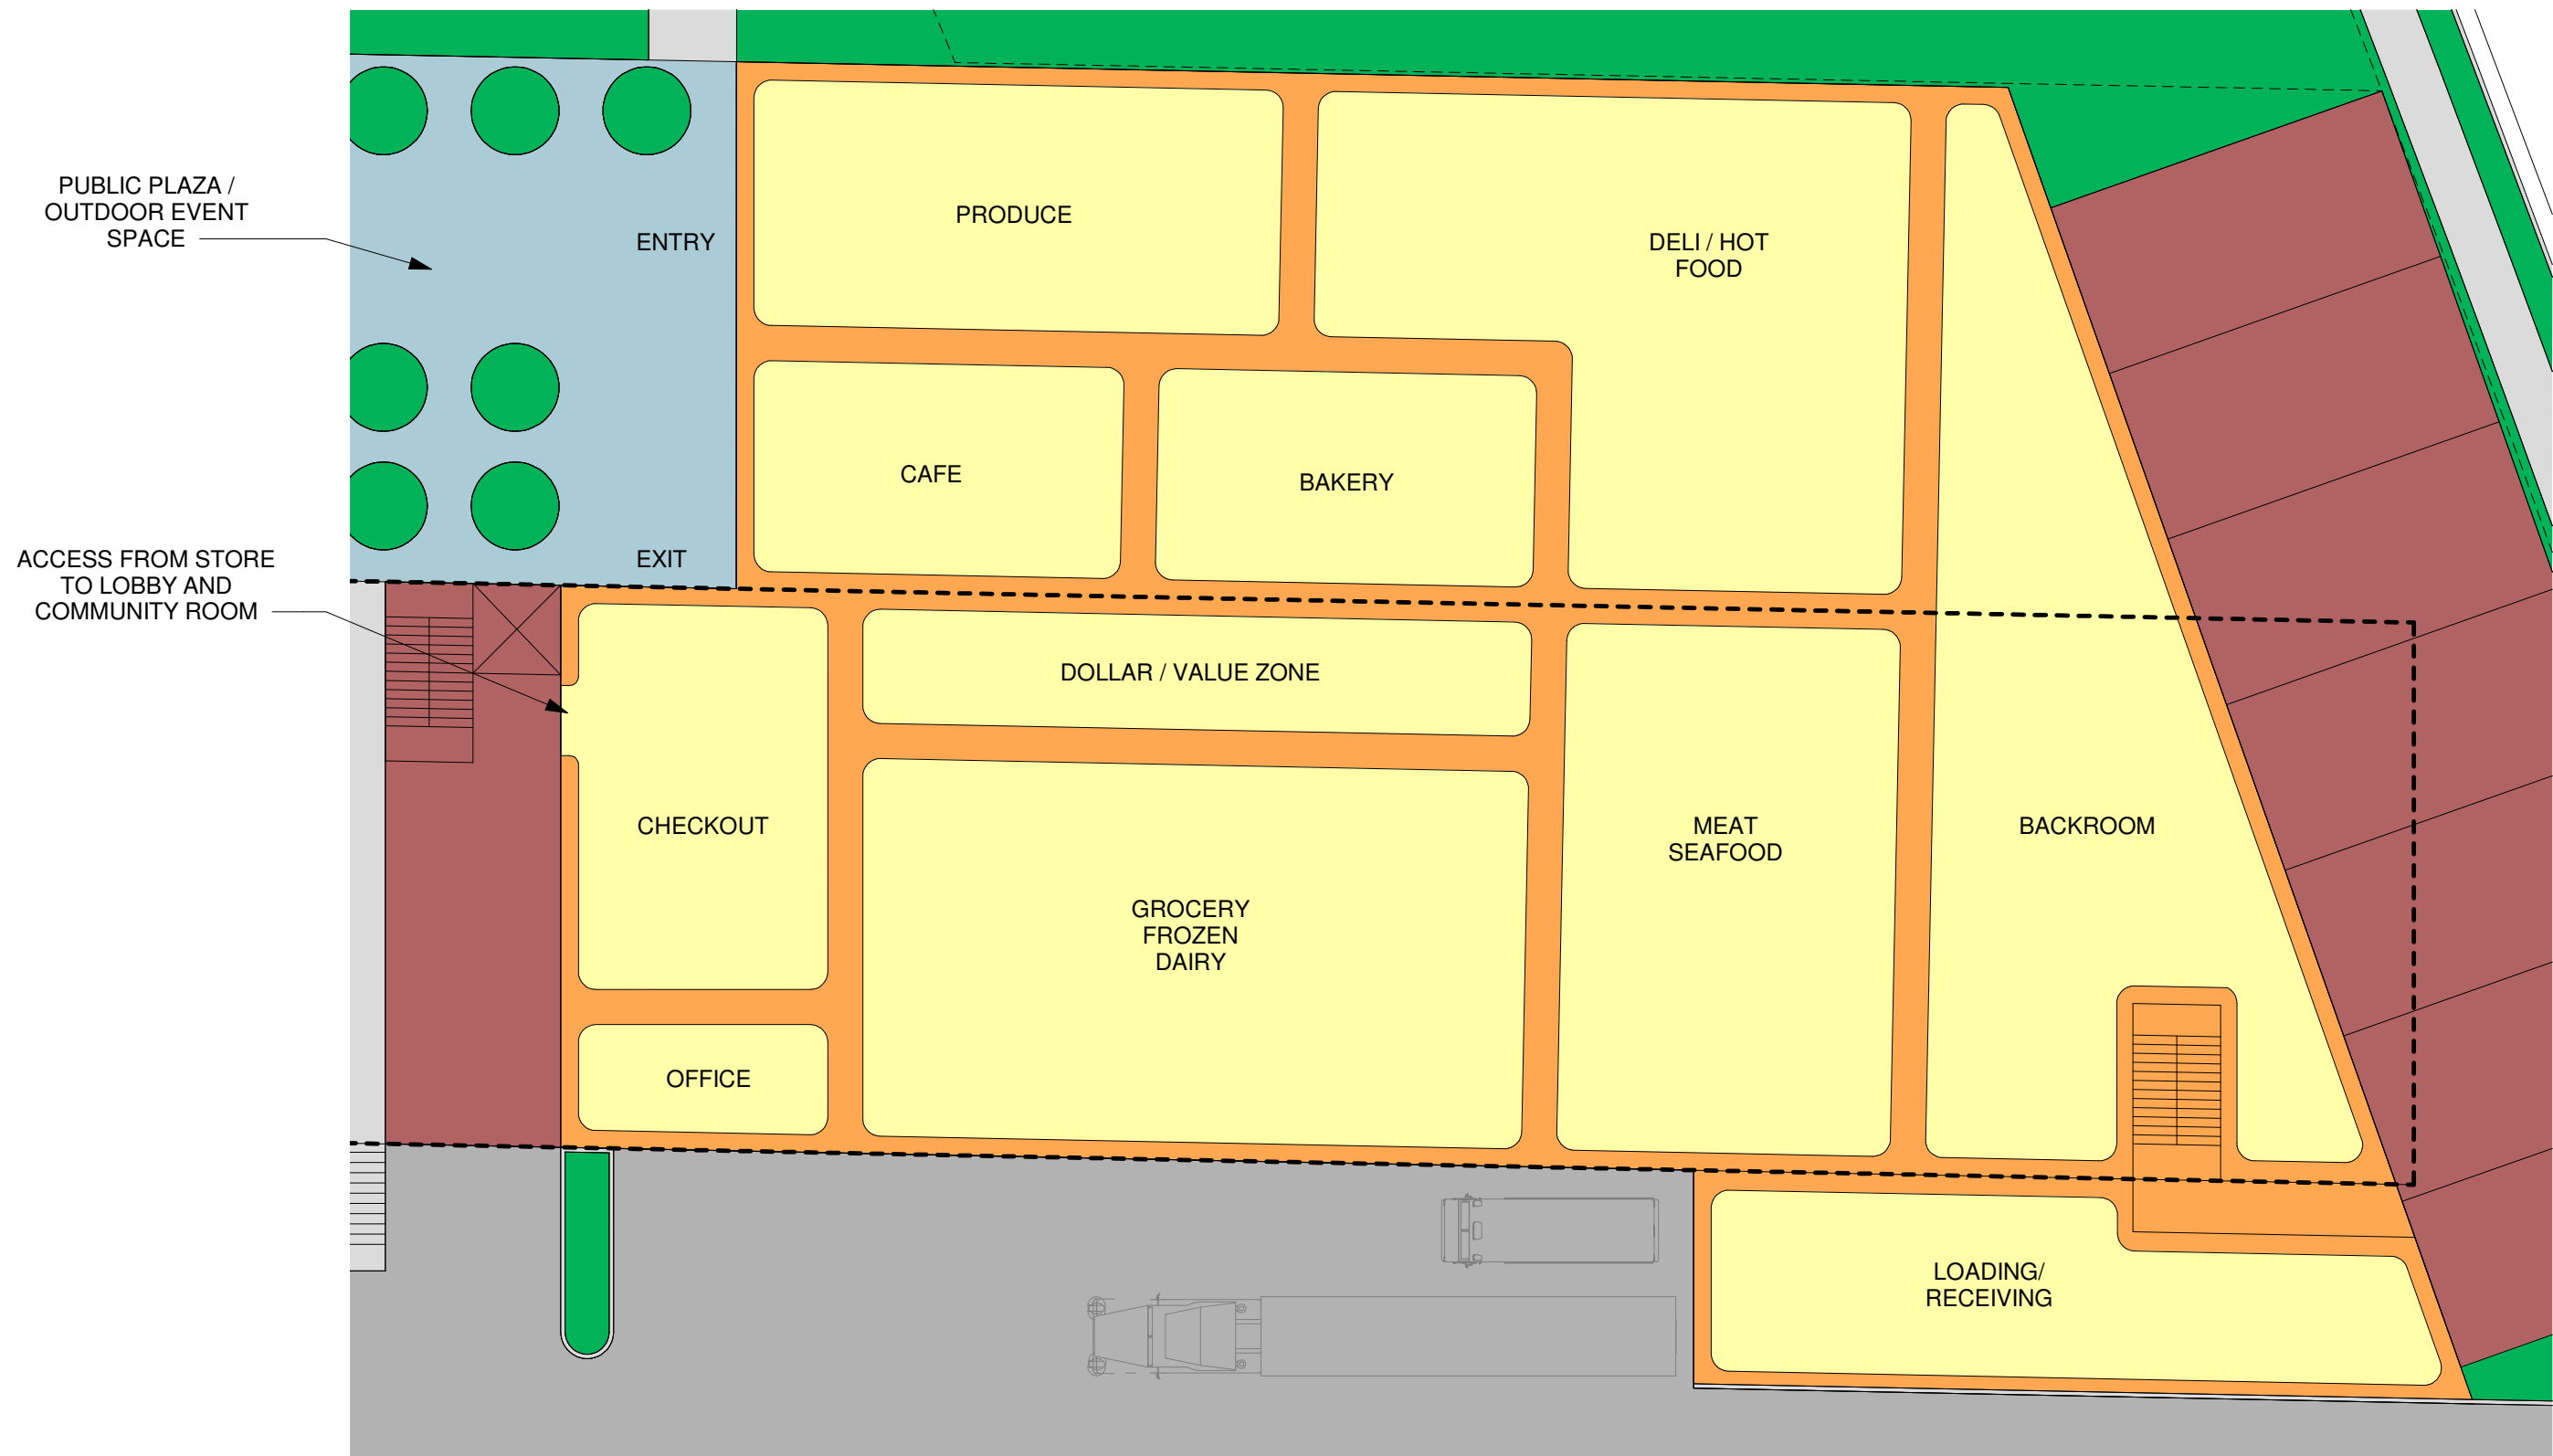 PUBLIC PLAZA /
OUTDOOR EVENT
SPACE
ENTRY
PRODUCE
DELI / HOT
FOOD
CAFE
BAKERY
EXIT
ACCESS FROM STORE
TO LOBBY AND
COMMUNITY ROOM
DOLLAR / VALUE ZONE
CHECKOUT
MEAT
SEAFOOD
BACKROOM
GROCERY
FROZEN
DAIRY
OFFICE
LOADING/
RECEIVING